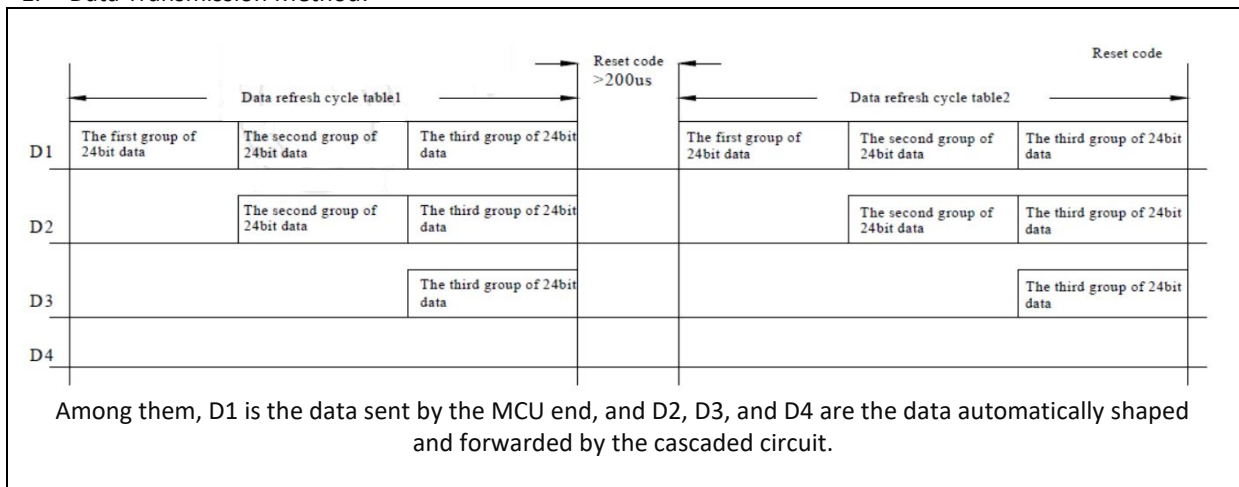 Reset code
>200us
Reset code
Data refresh cycle table1
Data refresh cycle table2
D1
The first group of
24bit data
The second group of
24bit data
The third group of 24bit
data
The first group of
24bit data
The second group of
24bit data
The third group of 24bit
data
D2
The second group of
24bit data
The third group of 24bit
data
The second group of
24bit data
The third group of 24bit
data
D3
The third group of 24bit
data
The third group of 24bit
data
D4
Among them, D1 is the data sent by the MCU end, and D2, D3, and D4 are the data automatically shaped
and forwarded by the cascaded circuit.